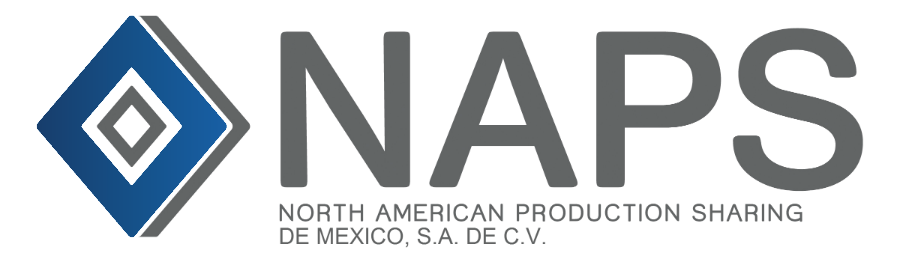 NAPS
NORTH AMERICAN PRODUCTION SHARING
DE MEXICO, S.A. DE C.V.